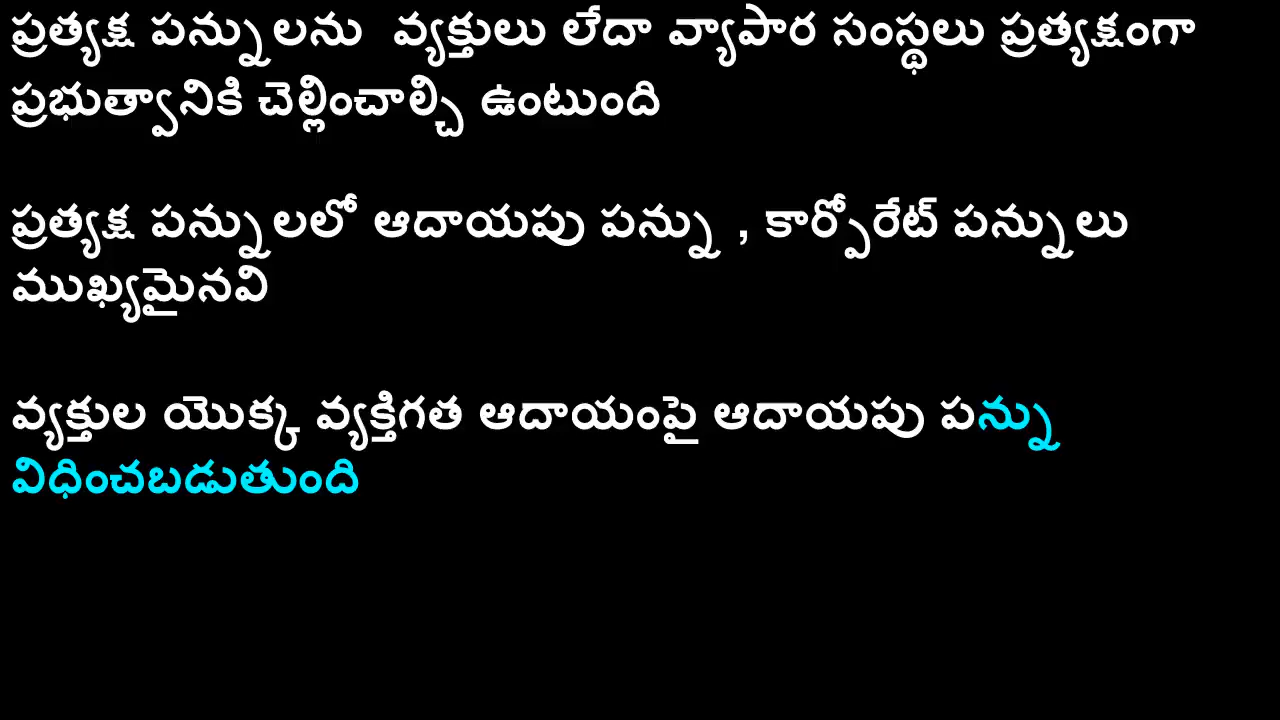 ప్రత్యక్ష పన్నులను వ్యక్తులు లేదా వ్యాపార సంస్థలు ప్రత్యక్షంగా
ప్రభుత్వానికి చెల్లించాల్చి ఉంటుంది
ప్రత్యక్ష పన్నులలో ఆదాయపు పన్ను , కార్పోరేట్ పన్నులు
ముఖ్యమైనవి
వ్యక్తుల యొక్క వ్యక్తిగత ఆదాయంపై ఆదాయపు పన్ను
విధించబడుతుంది